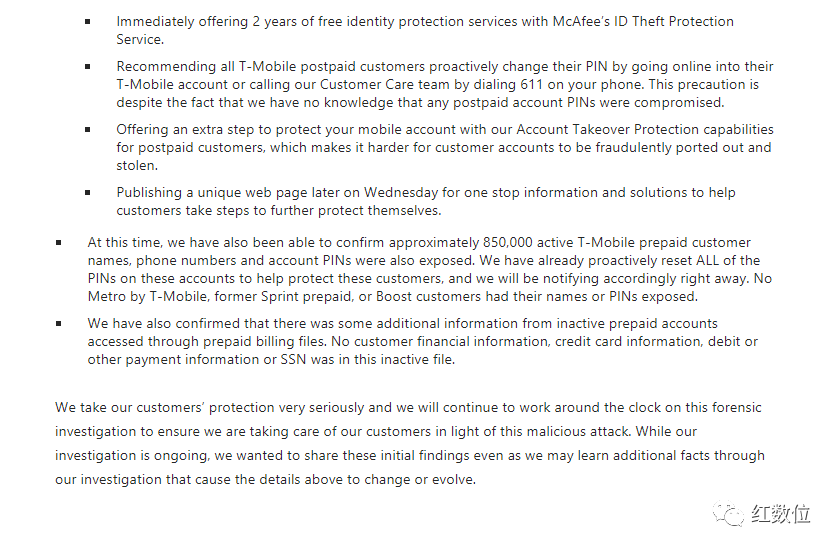 ▪ Immediately offering 2 years of free identity protection services with McAfee's ID Theft Protection
Service.
▪ Recommending all T-Mobile postpaid customers proactively change their PIN by going online into their
T-Mobile account or calling our Customer Care team by dialing 611 on your phone. This precaution is
despite the fact that we have no knowledge that any postpaid account PINs were compromised.
▪ Offering an extra step to protect your mobile account with our Account Takeover Protection capabilities
for postpaid customers, which makes it harder for customer accounts to be fraudulently ported out and
stolen.
▪ Publishing a unique web page later on Wednesday for one stop information and solutions to help
customers take steps to further protect themselves.
▪ At this time, we have also been able to confirm approximately 850,000 active T-Mobile prepaid customer
names, phone numbers and account PINs were also exposed. We have already proactively reset ALL of the
PINs on these accounts to help protect these customers, and we will be notifying accordingly right away. No
Metro by T-Mobile, former Sprint prepaid, or Boost customers had their names or PINs exposed.
▪ We have also confirmed that there was some additional information from inactive prepaid accounts
accessed through prepaid billing files. No customer financial information, credit card information, debit or
other payment information or SSN was in this inactive file.
We take our customers' protection very seriously and we will continue to work around the clock on this forensic
investigation to ensure we are taking care of our customers in light of this malicious attack. While our
investigation is ongoing, we wanted to share these initial findings even as we may learn additional facts through
our investigation that cause the details above to change or evolve.
红数位